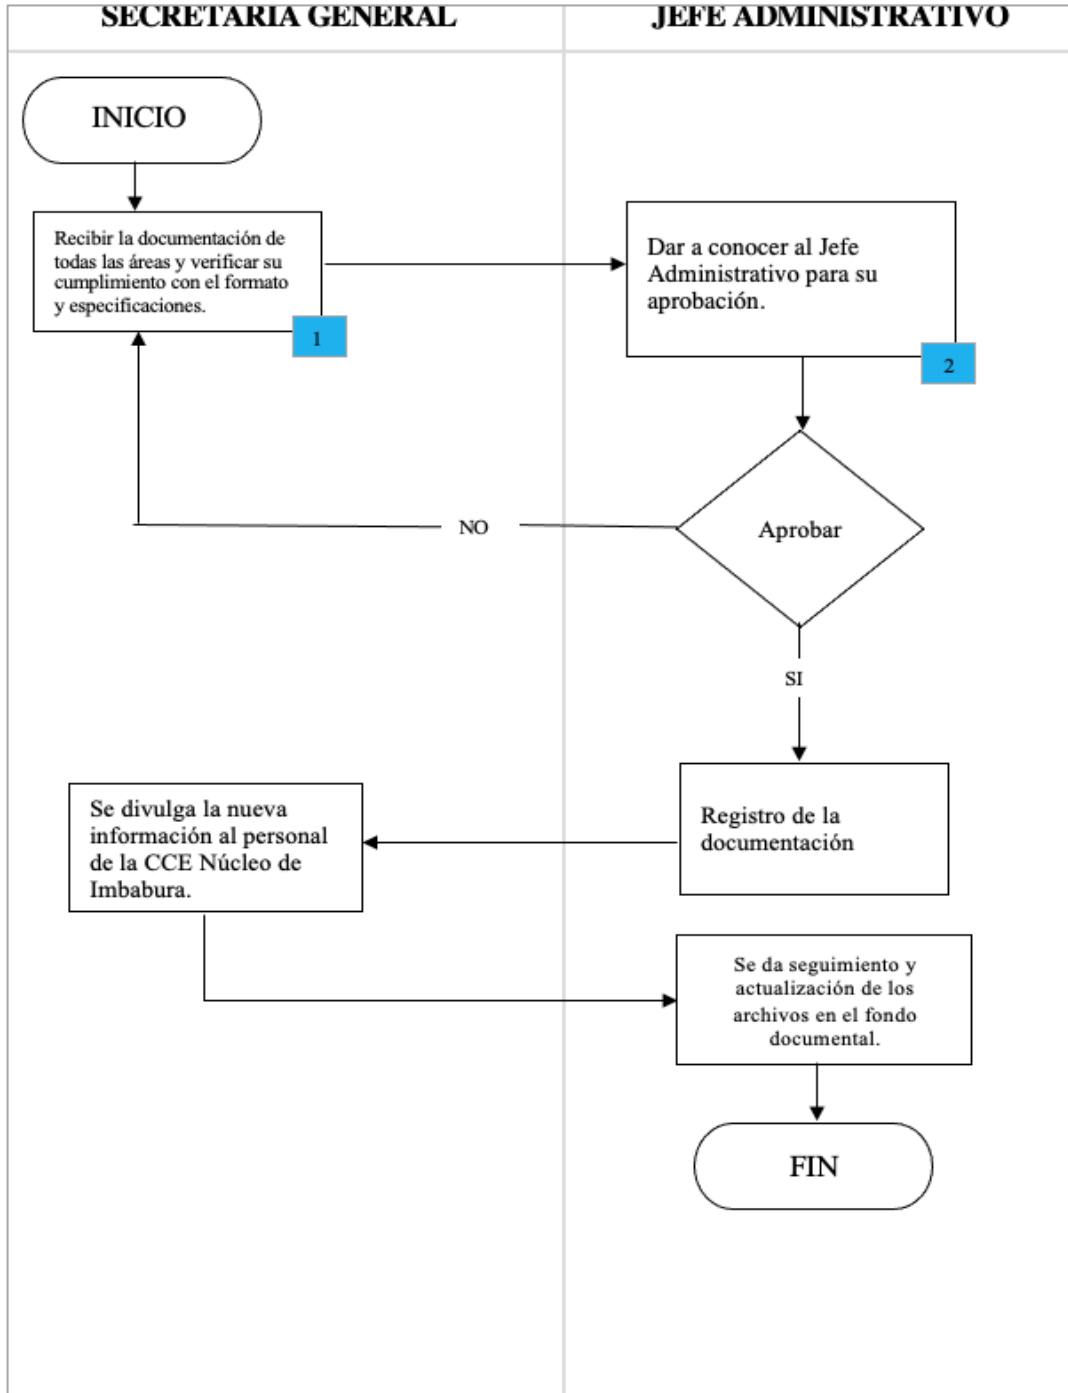 SECRETARIA GENERAL
JEFE ADMINISTRATIVO
INICIO
Recibir la documentación de
todas las áreas y verificar su
cumplimiento con el formato
y especificaciones.
1
Dar a conocer al Jefe
Administrativo para su
aprobación.
2
Aprobar
NO
SI
Registro de la
documentación
Se divulga la nueva
información al personal
de la CCE Núcleo de
Imbabura.
Se da seguimiento y
actualización de los
archivos en el fondo
documental.
FIN